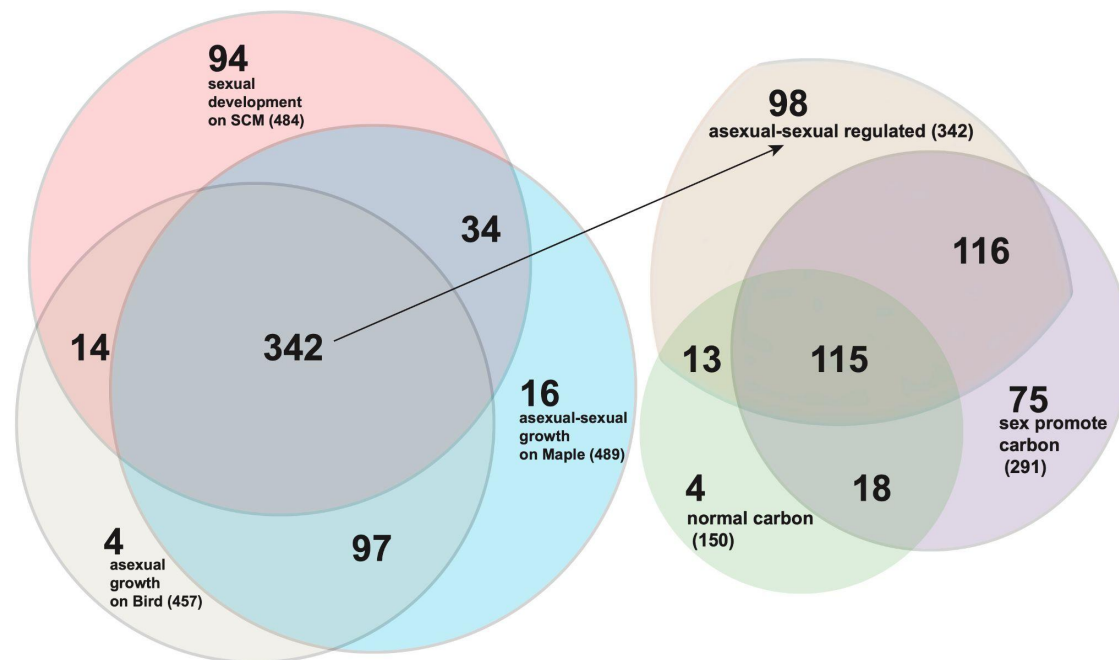 94
sexual
development
on SCM (484)
34
14
342
16
asexual-sexual
growth
on Maple (489)
4
asexual
growth
on Bird (457)
97
98
asexual-sexual regulated (342)
116
13
115
75
sex promote
carbon
(291)
4
normal carbon
(150)
18